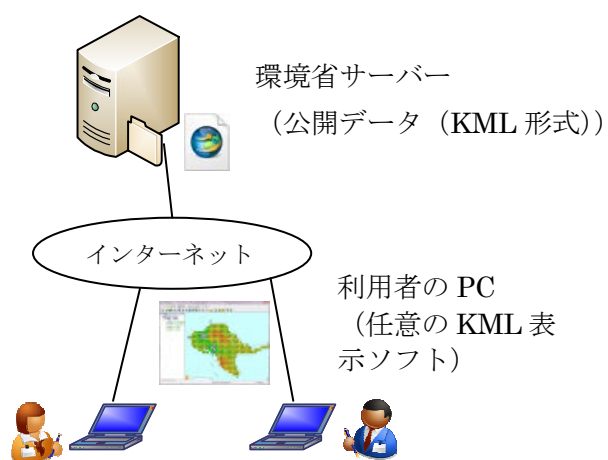 環境省サーバー
（公開データ（KML 形式））
インターネット
利用者の PC
（任意の KML 表
示ソフト）